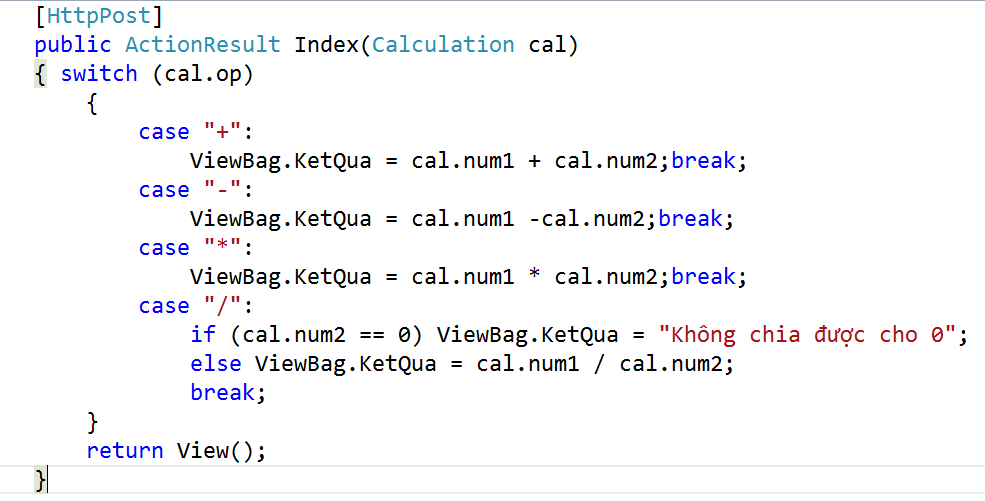 [HttpPost]
public ActionResult Index(Calculation cal)
{ switch (cal.op)
{
case "+":
ViewBag.KetQua = cal.num1 + cal.num2;break;
case "-":
ViewBag.KetQua = cal.num1 -cal.num2;break;
case "*":
ViewBag.KetQua = cal.num1 * cal.num2;break;
case "/":
if (cal.num2 == 0) ViewBag.KetQua = "Không chia được cho 0";
else ViewBag.KetQua = cal.num1 / cal.num2;
break;
}
return View();
}